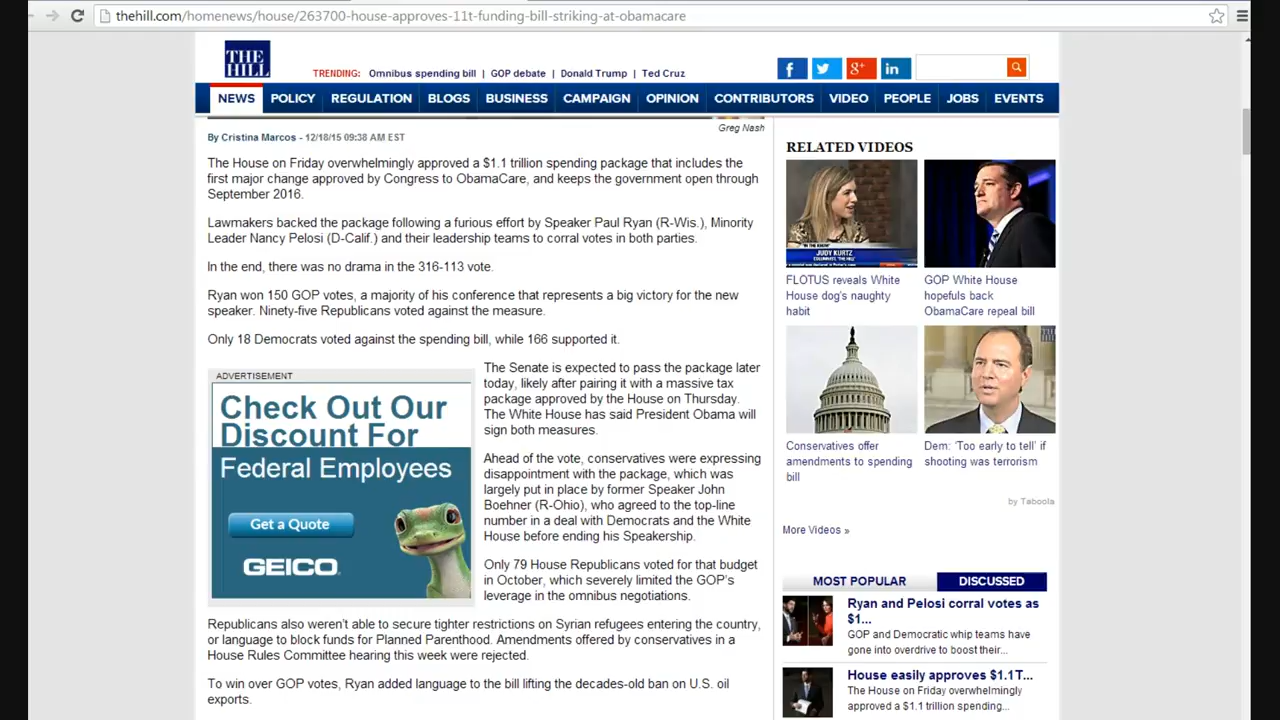 thehill.com/homenews/house/263700-house-approves-11t-funding-bill-striking-at-obamacare
THE
HILL
TRENDING: Omnibus spending bill | GOP debate | Donald Trump | Ted Cruz
f
g+
in
NEWS POLICY REGULATION BLOGS BUSINESS CAMPAIGN OPINION CONTRIBUTORS VIDEO PEOPLE JOBS EVENTS
Greg Nash
By Cristina Marcos - 12/18/15 09:38 AM EST
The House on Friday overwhelmingly approved a $1.1 trillion spending package that includes the
first major change approved by Congress to ObamaCare, and keeps the government open through
September 2016.
Lawmakers backed the package following a furious effort by Speaker Paul Ryan (R-Wis.), Minority
Leader Nancy Pelosi (D-Calif.) and their leadership teams to corral votes in both parties.
In the end, there was no drama in the 316-113 vote.
Ryan won 150 GOP votes, a majority of his conference that represents a big victory for the new
speaker. Ninety-five Republicans voted against the measure.
Only 18 Democrats voted against the spending bill, while 166 supported it.
ADVERTISEMENT
Check Out Our
Discount For
Federal Employees
Get a Quote
GEICO
The Senate is expected to pass the package later
today, likely after pairing it with a massive tax
package approved by the House on Thursday.
The White House has said President Obama will
sign both measures.
Ahead of the vote, conservatives were expressing
disappointment with the package, which was
largely put in place by former Speaker John
Boehner (R-Ohio), who agreed to the top-line
number in a deal with Democrats and the White
House before ending his Speakership.
Only 79 House Republicans voted for that budget
in October, which severely limited the GOP's
leverage in the omnibus negotiations.
Republicans also weren't able to secure tighter restrictions on Syrian refugees entering the country,
or language to block funds for Planned Parenthood. Amendments offered by conservatives in a
House Rules Committee hearing this week were rejected.
To win over GOP votes, Ryan added language to the bill lifting the decades-old ban on U.S. oil
exports.
RELATED VIDEOS
"IN THE KNOW"
JUDY KURTZ
COLUMNIST, "THE HILL"
FLOTUS reveals White
House dog's naughty
habit
GOP White House
hopefuls back
ObamaCare repeal bill
THE
HILL
Conservatives offer
amendments to spending
bill
Dem: 'Too early to tell' if
shooting was terrorism
by Taboola
More Videos »
MOST POPULAR DISCUSSED
Ryan and Pelosi corral votes as
$1...
GOP and Democratic whip teams have
gone into overdrive to boost their...
House easily approves $1.1T...
The House on Friday overwhelmingly
approved a $1.1 trillion spending...